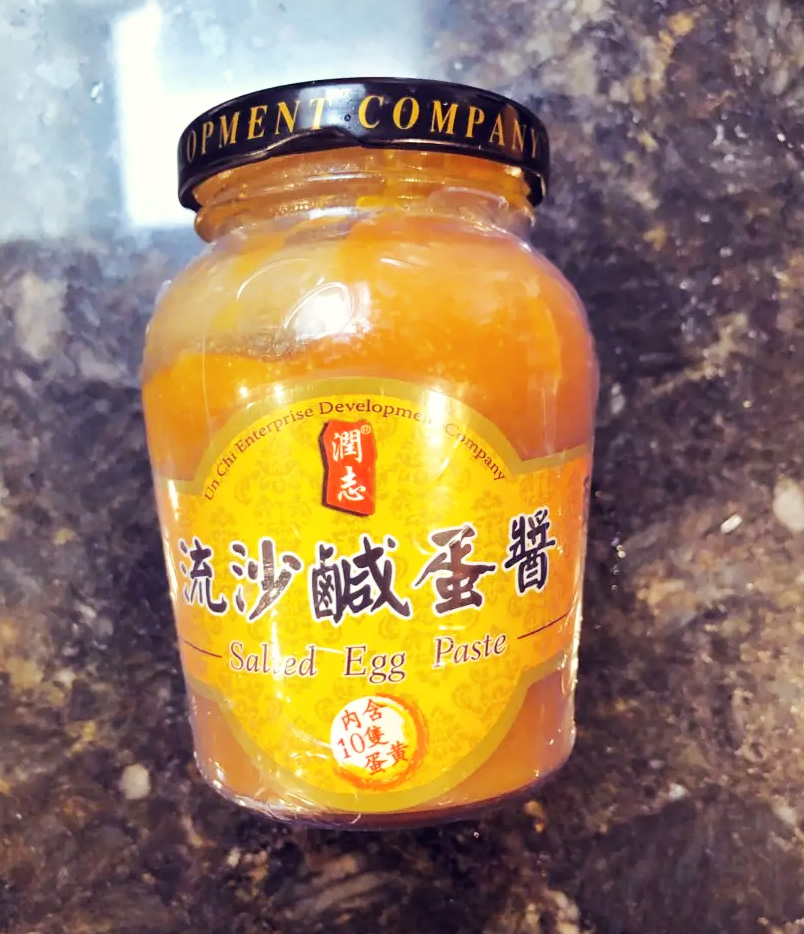 OPMENT COMPANY
Un Chi Enterprise Development Company
潤志®
流沙鹹蛋醬
Salted Egg Paste
內含
10隻
蛋黃